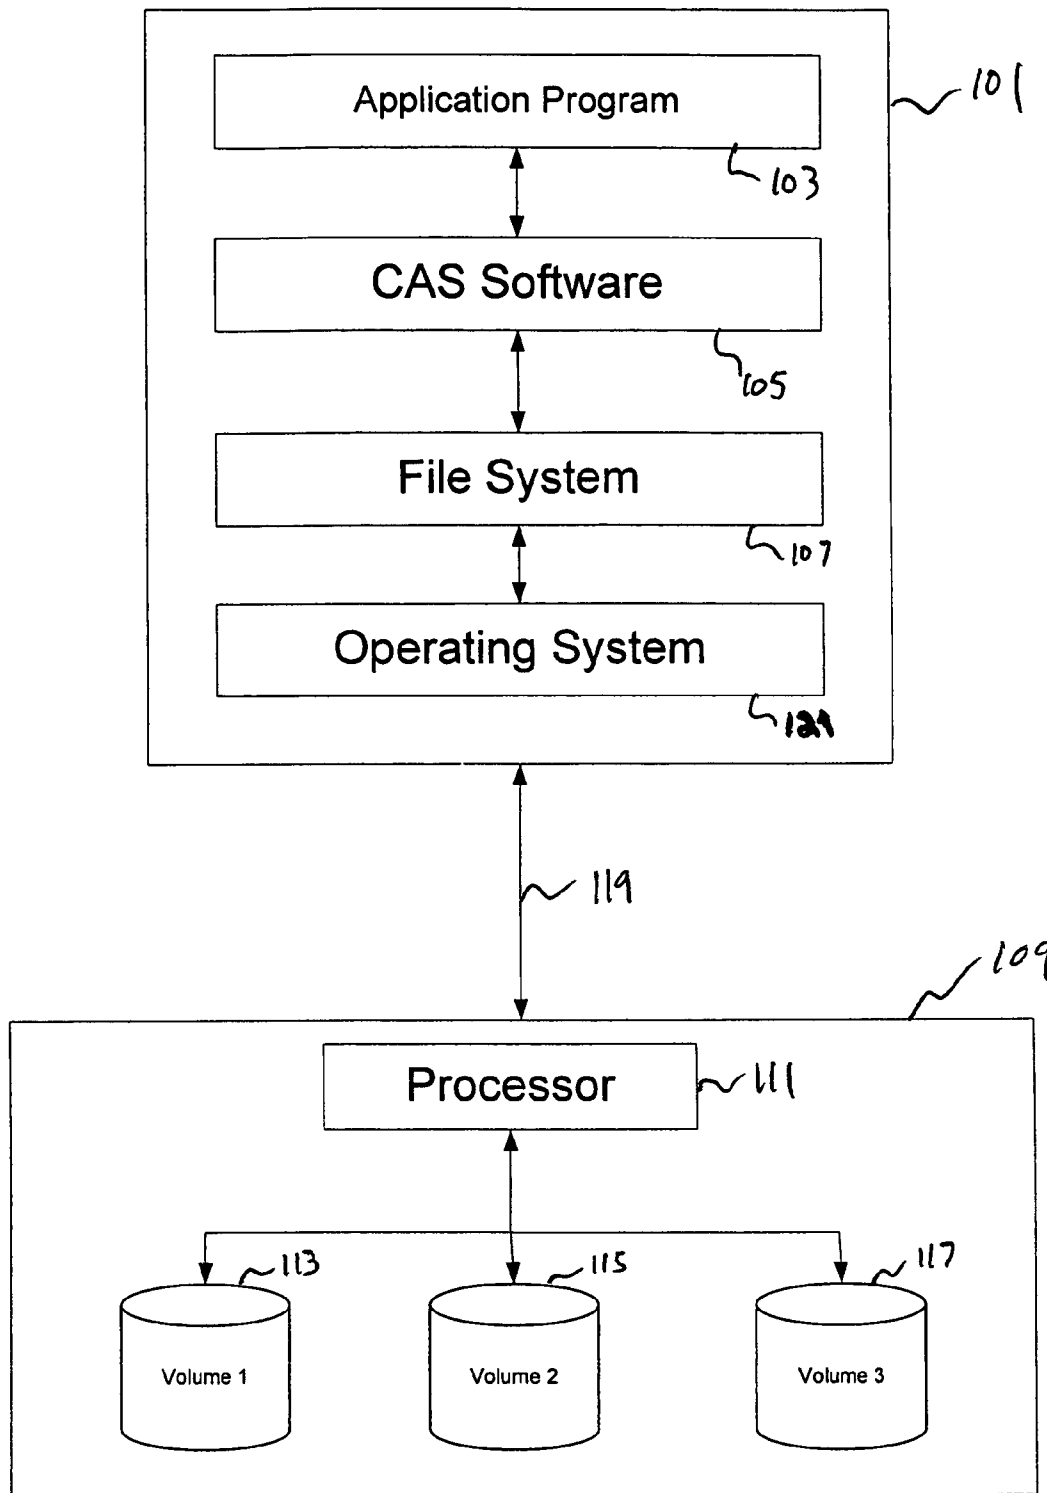 Application Program
101
103
CAS Software
105
File System
107
Operating System
119
109
Processor
111
113
115
117
Volume 1
Volume 2
Volume 3